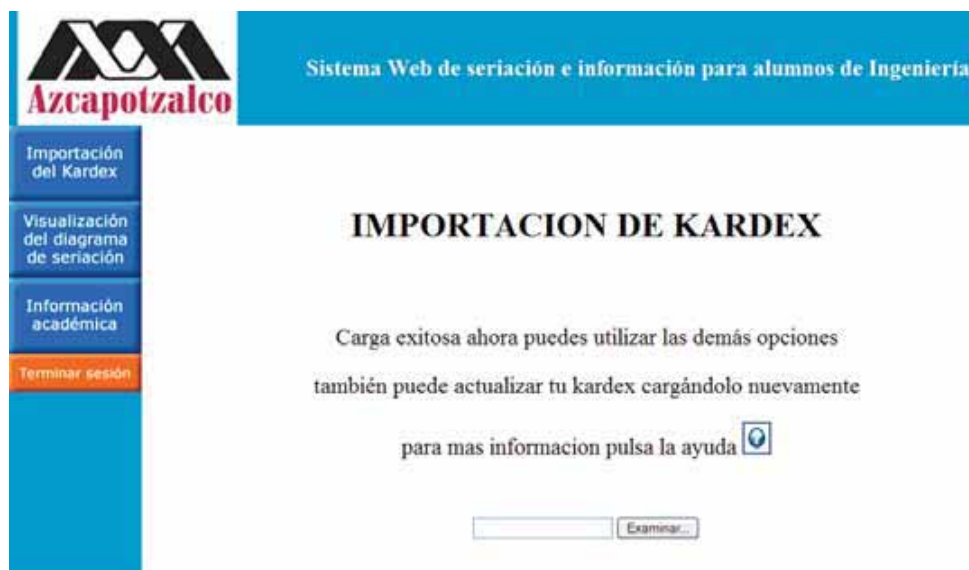 Azcapotzalco
Sistema Web de seriación e información para alumnos de Ingeniería
Importación
del Kardex
Visualización
del diagrama
de seriación
Información
académica
Terminar sesión
IMPORTACION DE KARDEX
Carga exitosa ahora puedes utilizar las demás opciones
también puede actualizar tu kardex cargándolo nuevamente
para mas informacion pulsa la ayuda
Examinar...